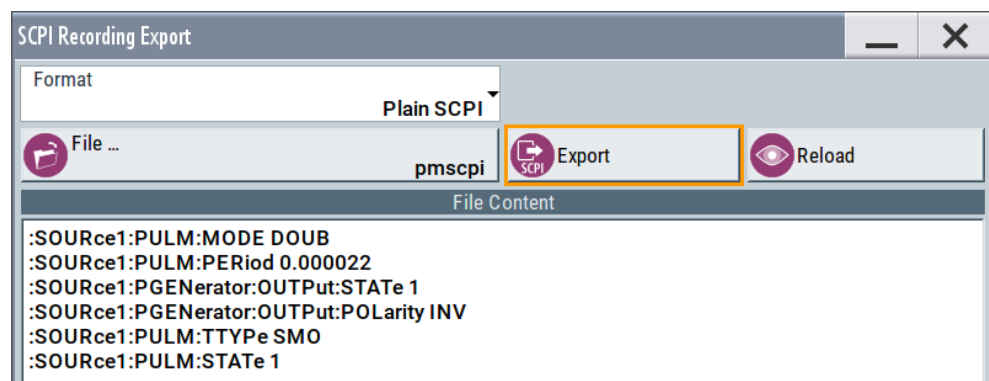 SCPI Recording Export
Format
Plain SCPI
File ...
pmscpi
SCPI
Export
Reload
File Content
:SOURce1:PULM:MODE DOUB
:SOURce1:PULM:PERiod 0.000022
:SOURce1:PGENerator:OUTPut:STATe 1
:SOURce1:PGENerator:OUTPut:POLarity INV
:SOURce1:PULM:TTYPe SMO
:SOURce1:PULM:STATe 1